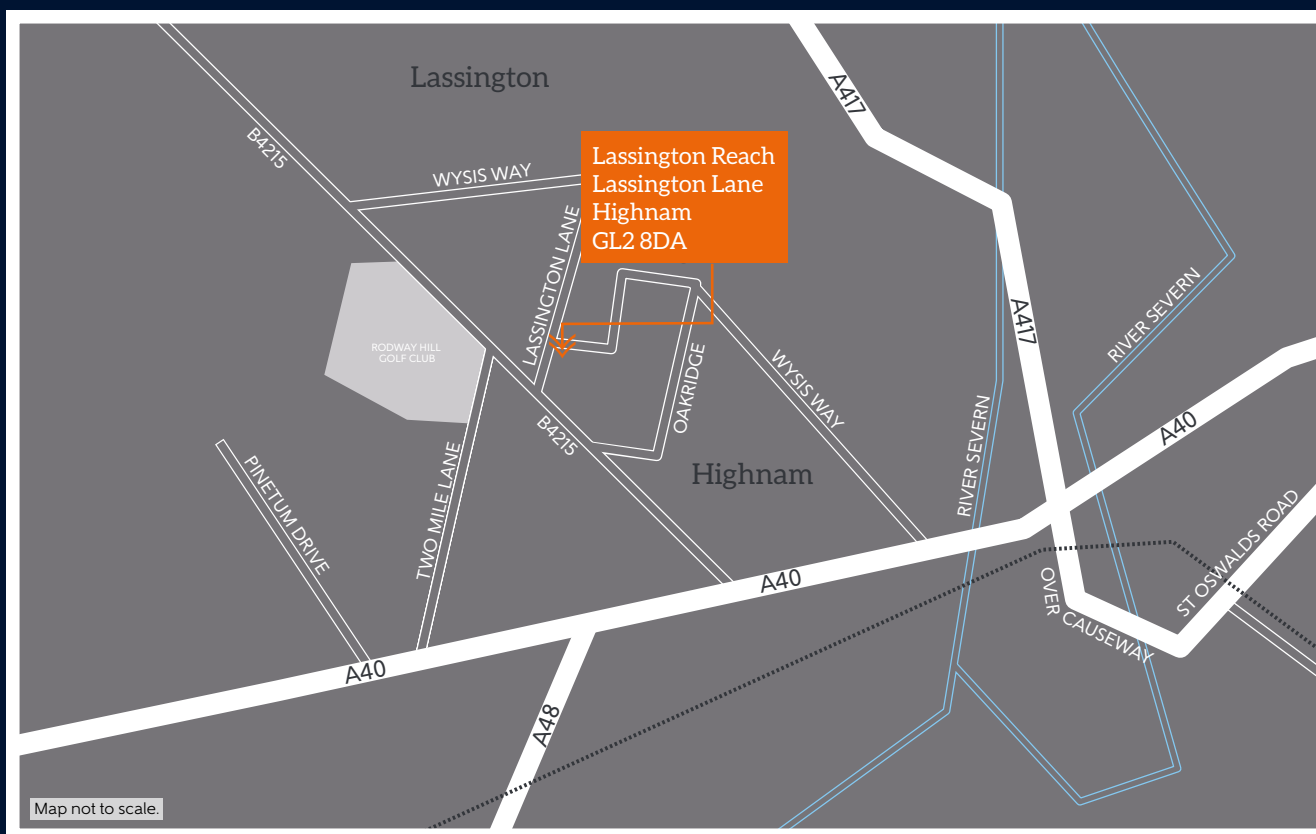 Lassington
A417
B4215
WYSIS WAY
Lassington Reach
Lassington Lane
Highnam
GL2 8DA
LASSINGTON LANE
RIVER SEVERN
A417
RODWAY HILL
GOLF CLUB
OAKRIDGE
WYSIS WAY
B4215
A40
RIVER SEVERN
Highnam
PINETUM DRIVE
TWO MILE LANE
ST OSWALDS ROAD
A40
OVER CAUSEWAY
A40
A48
Map not to scale.